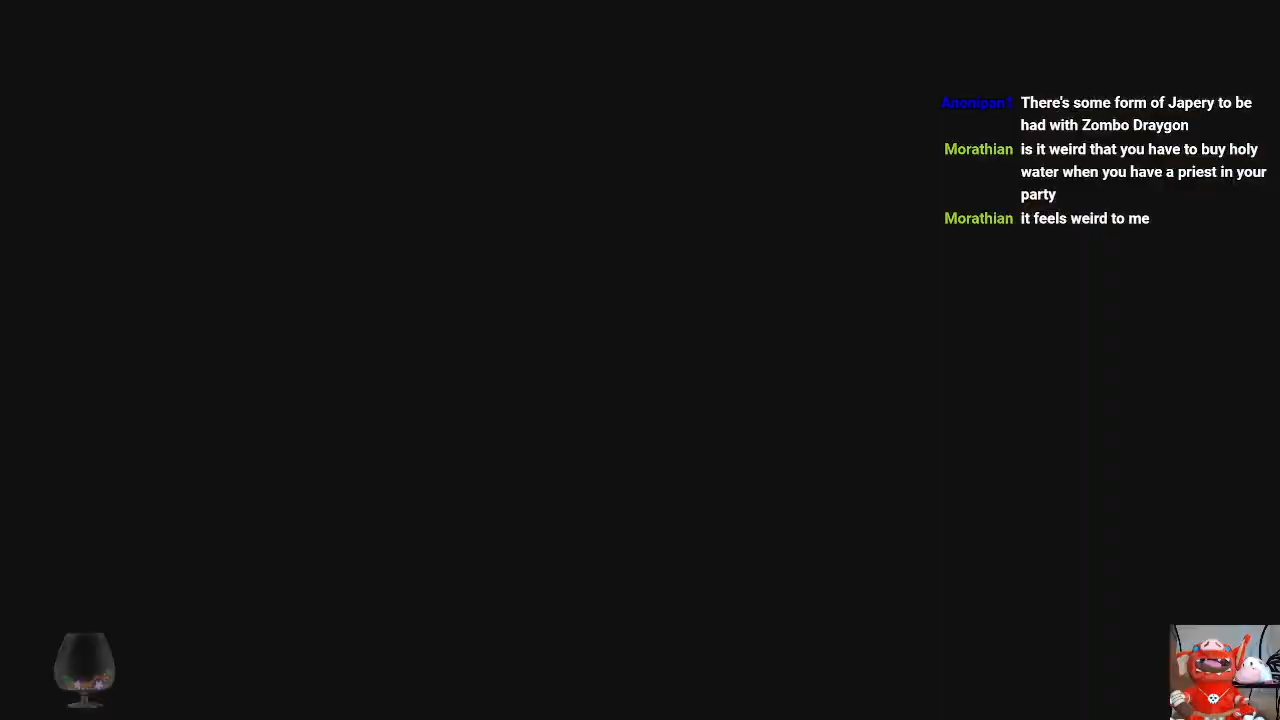 Anonipan1 There's some form of Japery to be
had with Zombo Draygon
Morathian is it weird that you have to buy holy
water when you have a priest in your
party
Morathian it feels weird to me